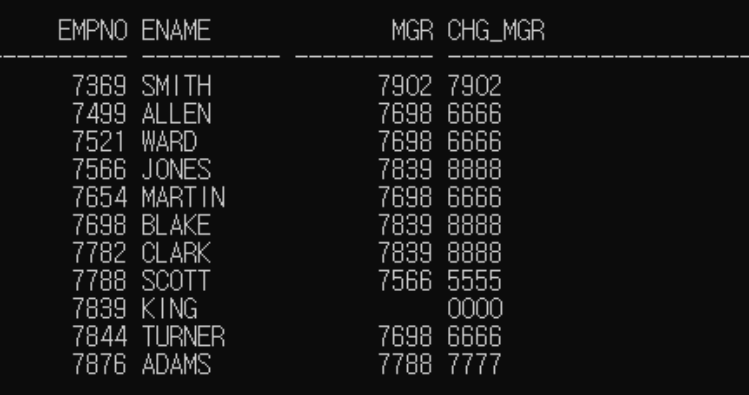 EMPNO ENAME MGR CHG_MGR
---------- ---------- ---------- ----------------------
7369 SMITH 7902 7902
7499 ALLEN 7698 6666
7521 WARD 7698 6666
7566 JONES 7839 8888
7654 MARTIN 7698 6666
7698 BLAKE 7839 8888
7782 CLARK 7839 8888
7788 SCOTT 7566 5555
7839 KING 0000
7844 TURNER 7698 6666
7876 ADAMS 7788 7777